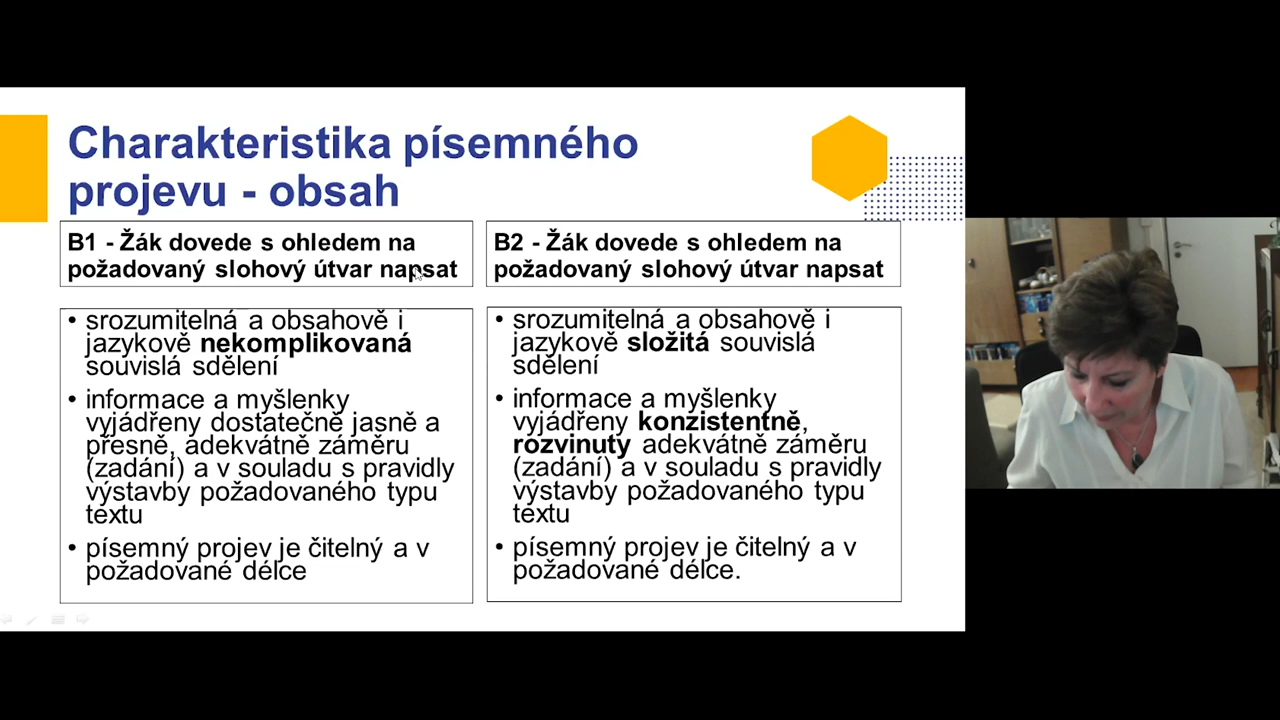 Charakteristika písemného
projevu - obsah
B1 - Žák dovede s ohledem na
požadovaný slohový útvar napsat
• srozumitelná a obsahově i
jazykově nekomplikovaná
souvislá sdělení
• informace a myšlenky
vyjádřeny dostatečně jasně a
přesně, adekvátně záměru
(zadání) a v souladu s pravidly
výstavby požadovaného typu
textu
• písemný projev je čitelný a v
požadované délce
B2 - Žák dovede s ohledem na
požadovaný slohový útvar napsat
• srozumitelná a obsahově i
jazykově složitá souvislá
sdělení
• informace a myšlenky
vyjádřeny konzistentně,
rozvinuty adekvátně záměru
(zadání) a v souladu s pravidly
výstavby požadovaného typu
textu
• písemný projev je čitelný a v
požadované délce.